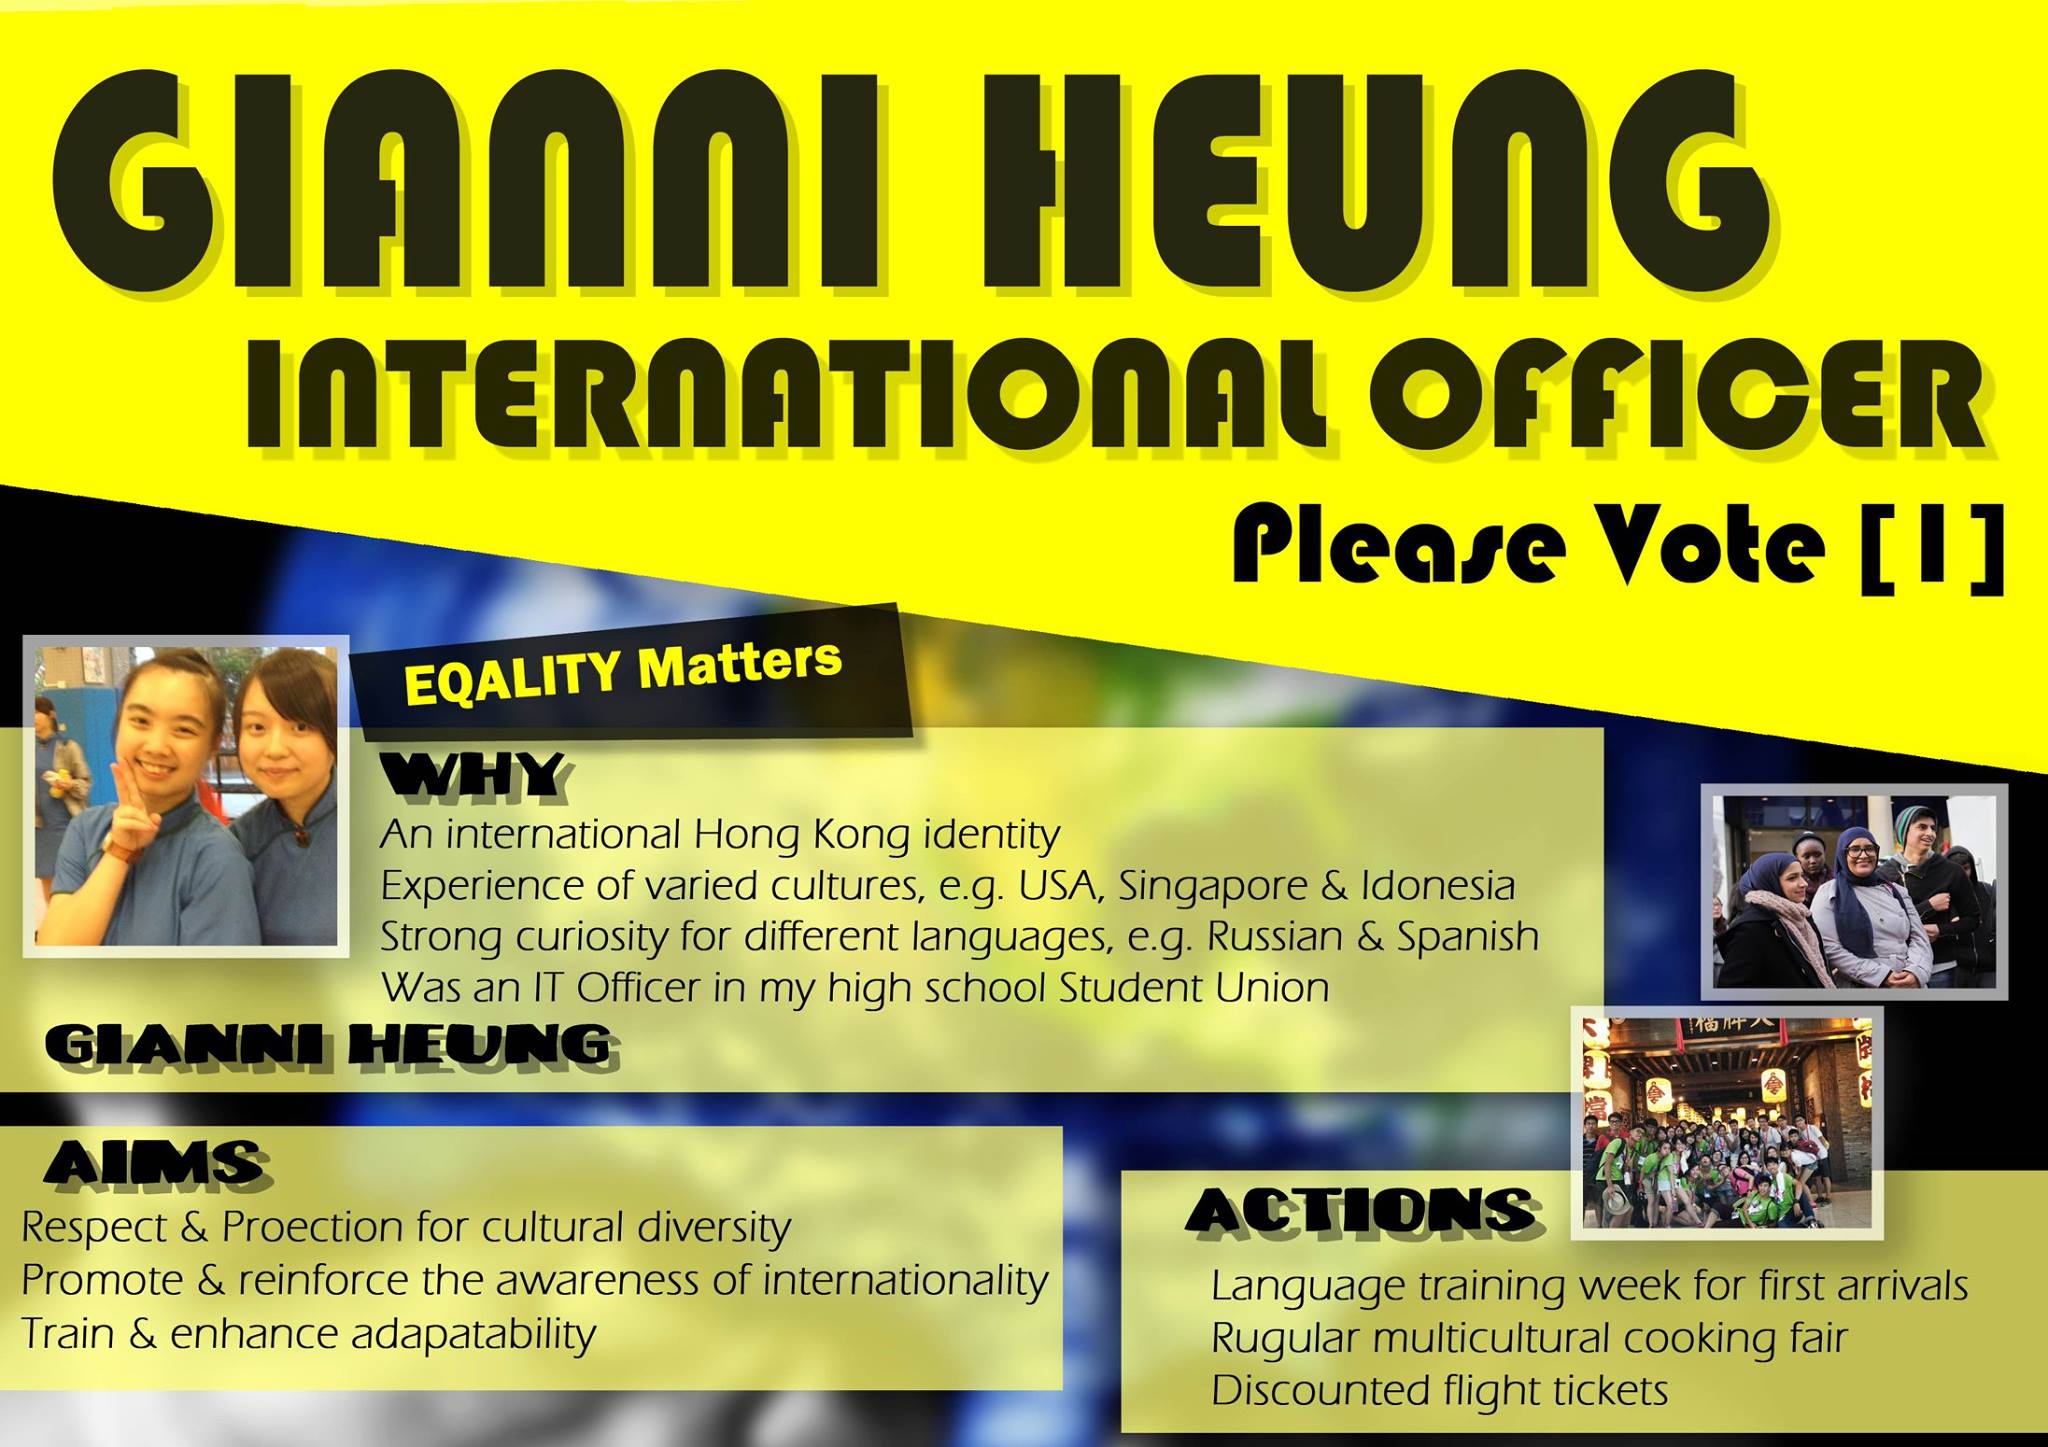 GIANNI HEUNG
INTERNATIONAL OFFICER
Please Vote [1]
EQALITY Matters
WHY
An international Hong Kong identity
Experience of varied cultures, e.g. USA, Singapore & Idonesia
Strong curiosity for different languages, e.g. Russian & Spanish
Was an IT Officer in my high school Student Union
GIANNI HEUNG
AIMS
Respect & Proection for cultural diversity
Promote & reinforce the awareness of internationality
Train & enhance adapatability
福牌大
ACTIONS
Language training week for first arrivals
Rugular multicultural cooking fair
Discounted flight tickets